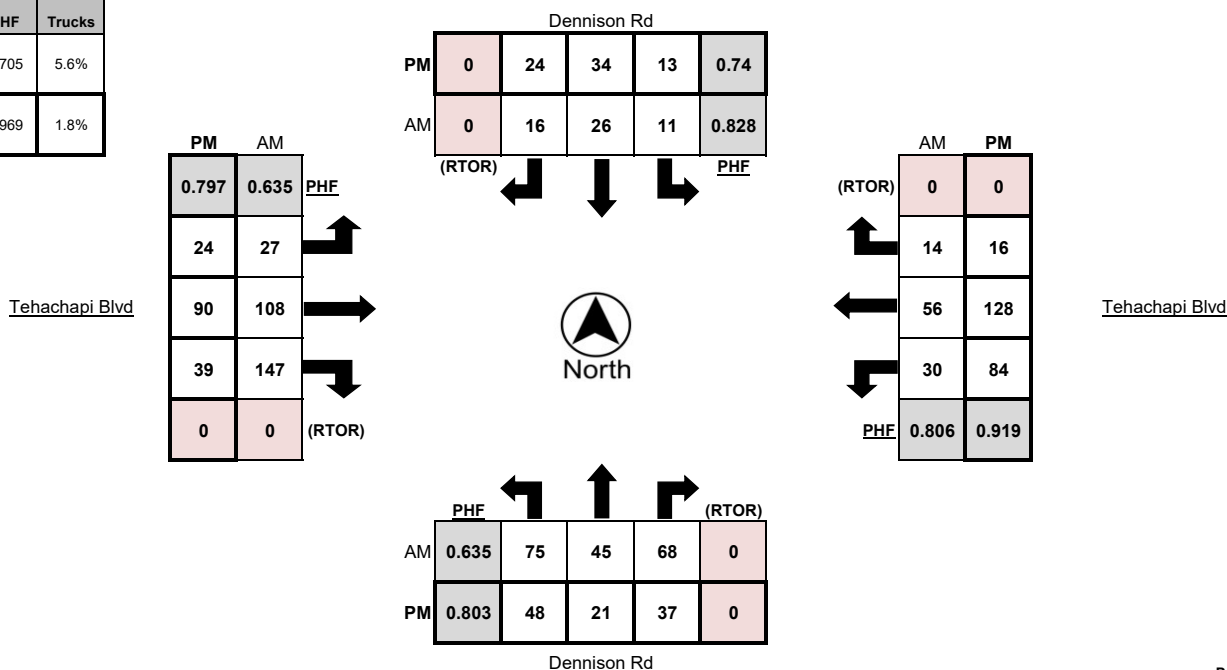 HF Trucks
705 5.6%
969 1.8%
Dennison Rd
PM 0 24 34 13 0.74
AM 0 16 26 11 0.828
(RTOR) PHF
PM AM
0.797 0.635 PHF
24 27
90 108
39 147
0 0 (RTOR)
Tehachapi Blvd
North
AM PM
(RTOR) 0 0
14 16
56 128
30 84
PHF 0.806 0.919
Tehachapi Blvd
PHF (RTOR)
AM 0.635 75 45 68 0
PM 0.803 48 21 37 0
Dennison Rd